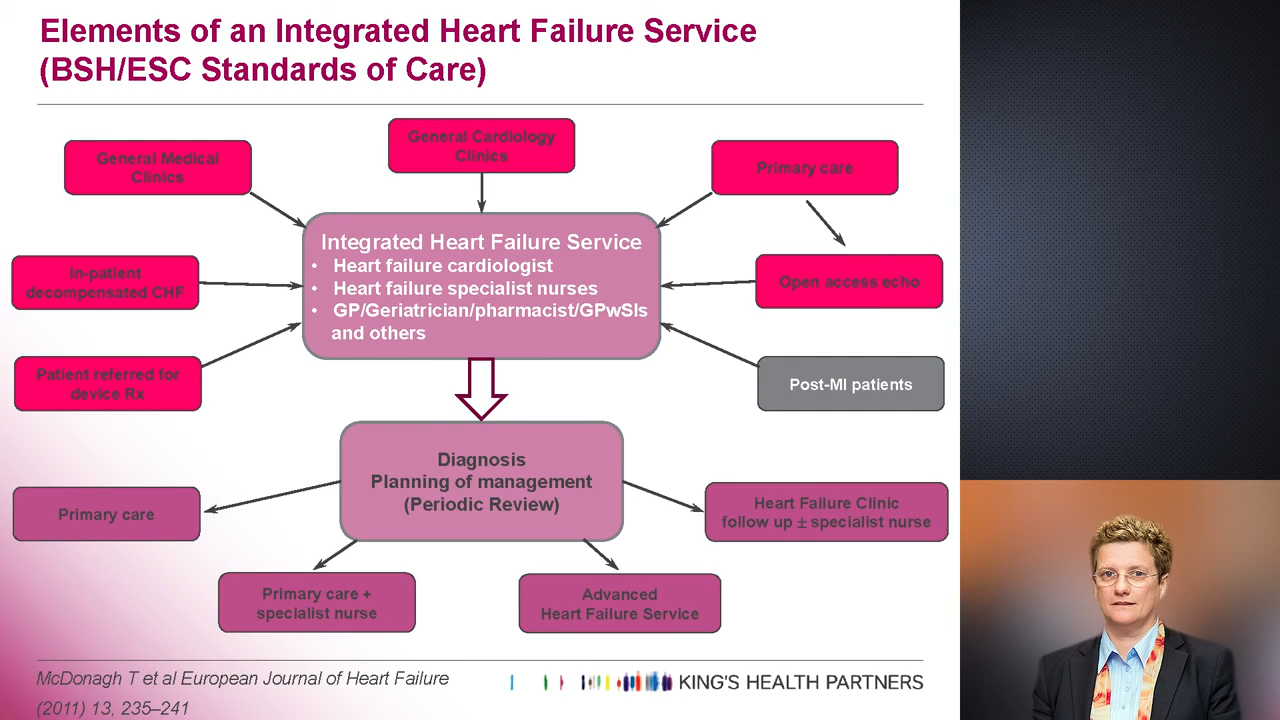 Elements of an Integrated Heart Failure Service
(BSH/ESC Standards of Care)
General Medical
Clinics
General Cardiology
Clinics
Primary care
Integrated Heart Failure Service
• Heart failure cardiologist
• Heart failure specialist nurses
• GP/Geriatrician/pharmacist/GPwSIs
and others
In-patient
decompensated CHF
Open access echo
Patient referred for
device Rx
Post-MI patients
Diagnosis
Planning of management
(Periodic Review)
Primary care
Heart Failure Clinic
follow up ± specialist nurse
Primary care +
specialist nurse
Advanced
Heart Failure Service
McDonagh T et al European Journal of Heart Failure
(2011) 13, 235–241
KING'S HEALTH PARTNERS